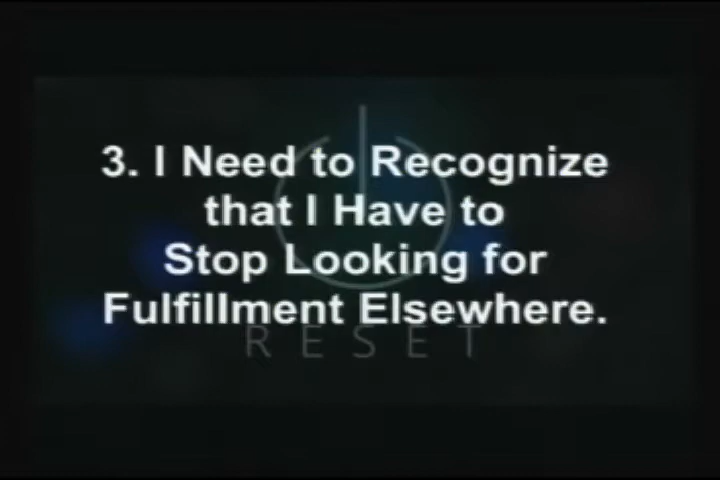 3. I Need to Recognize
that I Have to
Stop Looking for
Fulfillment Elsewhere.
RESET